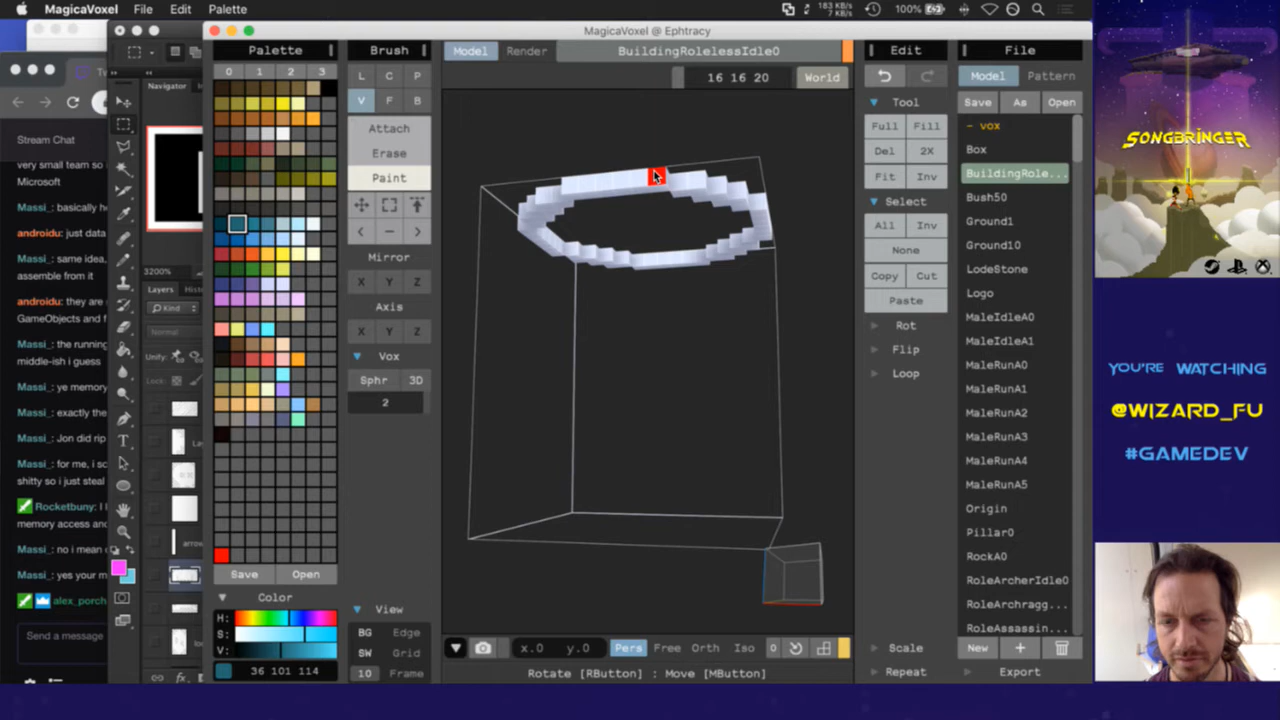 MagicaVoxel File Edit Palette
183 KB/s
7 KB/s
100%
MagicaVoxel @ Ephtracy
Stream Chat
very small team so
Microsoft
Massi_: basically h
androidu: just data
Massi_: same idea,
assemble from it
androidu: they are
GameObjects and f
Massi_: the running
middle-ish i guess
Massi_: ye memory
Massi_: exactly the
Massi_: Jon did rip
Massi_: for me, i sc
shitty so i just steal
Rocketbuny: I l
memory access and
Massi_: no i mean
Massi_: yes your m
alex_porch
Send a message
Navigator
3200%
Layers Hist
Kind
Normal
Unify:
Lock:
La
arrow
fx
Palette
0 1 2 3
Save Open
Color
H:
S:
V:
36 101 114
Brush
L C P
V F B
Attach
Erase
Paint
Mirror
X Y Z
Axis
X Y Z
Vox
Sphr 3D
2
View
BG Edge
SW Grid
10 Frame
Model Render BuildingRolelessIdle0
16 16 20 World
x.0 y.0 Pers Free Orth Iso 0
Rotate [RButton] : Move [MButton]
Edit
Tool
Full Fill
Del 2X
Fit Inv
Select
All Inv
None
Copy Cut
Paste
Rot
Flip
Loop
Scale
Repeat
File
Model Pattern
Save As Open
- vox
Box
BuildingRole...
Bush50
Ground1
Ground10
LodeStone
Logo
MaleIdleA0
MaleIdleA1
MaleRunA0
MaleRunA1
MaleRunA2
MaleRunA3
MaleRunA4
MaleRunA5
Origin
Pillar0
RockA0
RoleArcherIdle0
RoleArchragg...
RoleAssassin...
New +
Export
SONGBRINGER
YOU'RE WATCHING
@WIZARD_FU
#GAMEDEV